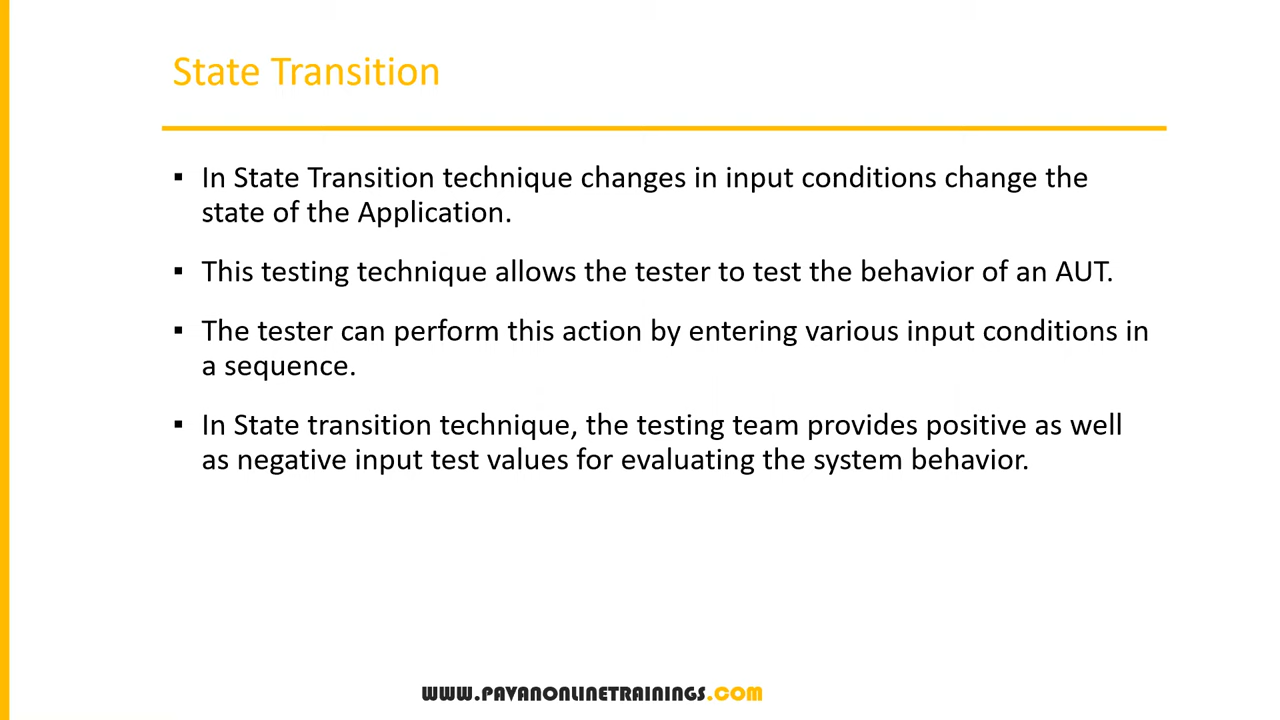 State Transition
▪ In State Transition technique changes in input conditions change the
state of the Application.
▪ This testing technique allows the tester to test the behavior of an AUT.
▪ The tester can perform this action by entering various input conditions in
a sequence.
▪ In State transition technique, the testing team provides positive as well
as negative input test values for evaluating the system behavior.
WWW.PAVANONLINETRAININGS.COM